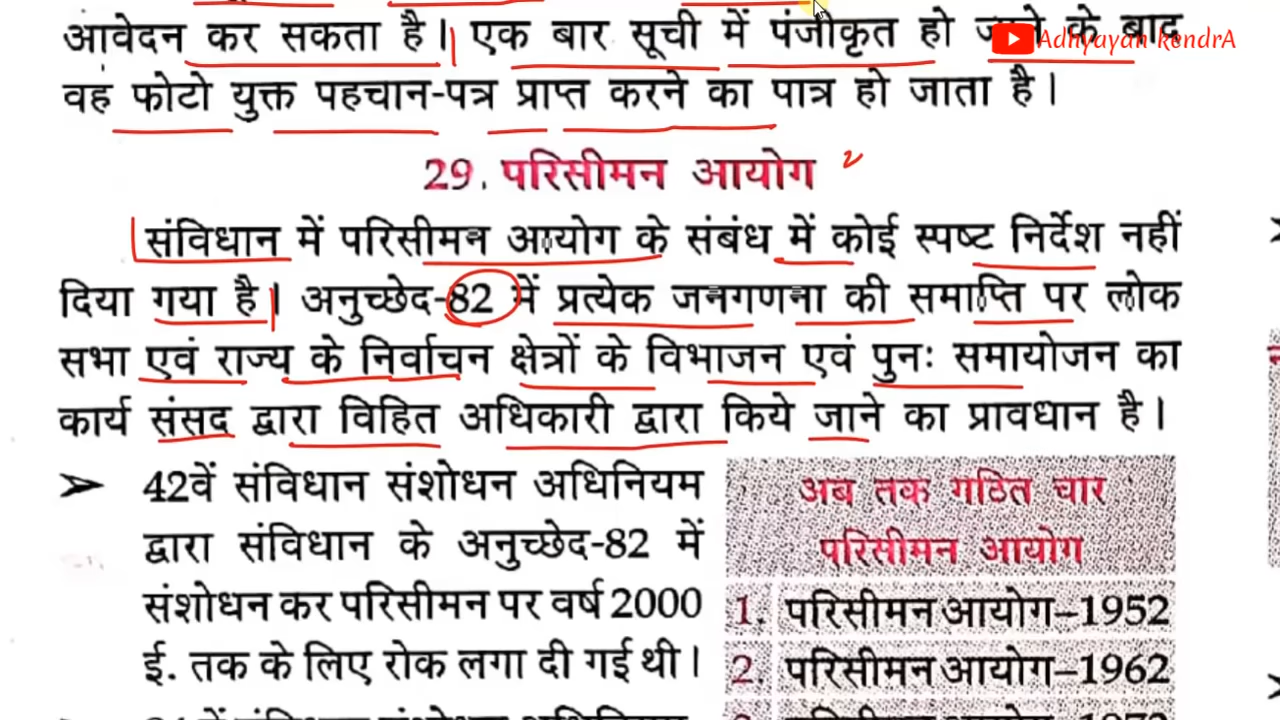 आवेदन कर सकता है। एक बार सूची में पंजीकृत हो जाने के बाद
Adhyayan kendrA
वह फोटो युक्त पहचान-पत्र प्राप्त करने का पात्र हो जाता है।
29. परिसीमन आयोग
संविधान में परिसीमन आयोग के संबंध में कोई स्पष्ट निर्देश नहीं
दिया गया है। अनुच्छेद-82 में प्रत्येक जनगणना की समाप्ति पर लोक
सभा एवं राज्य के निर्वाचन क्षेत्रों के विभाजन एवं पुनः समायोजन का
कार्य संसद द्वारा विहित अधिकारी द्वारा किये जाने का प्रावधान है।
➤ 42वें संविधान संशोधन अधिनियम
द्वारा संविधान के अनुच्छेद-82 में
संशोधन कर परिसीमन पर वर्ष 2000
ई. तक के लिए रोक लगा दी गई थी।
अब तक गठित चार
परिसीमन आयोग
1. परिसीमन आयोग–1952
2. परिसीमन आयोग–1962